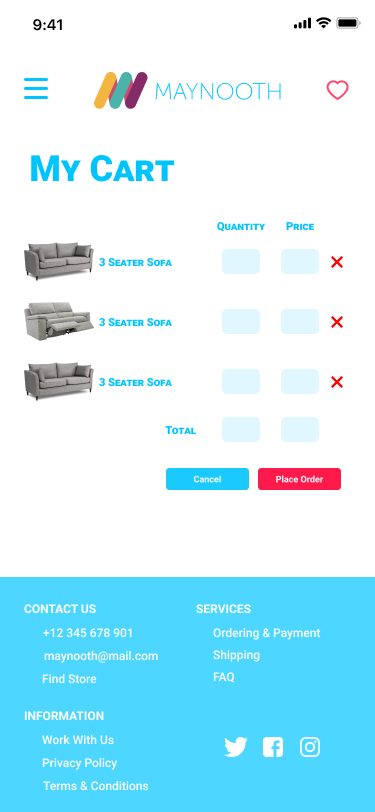 9:41
MAYNOOTH
My Cart
Quantity Price
3 Seater Sofa
3 Seater Sofa
3 Seater Sofa
Total
Cancel Place Order
CONTACT US
+12 345 678 901
maynooth@mail.com
Find Store
SERVICES
Ordering & Payment
Shipping
FAQ
INFORMATION
Work With Us
Privacy Policy
Terms & Conditions